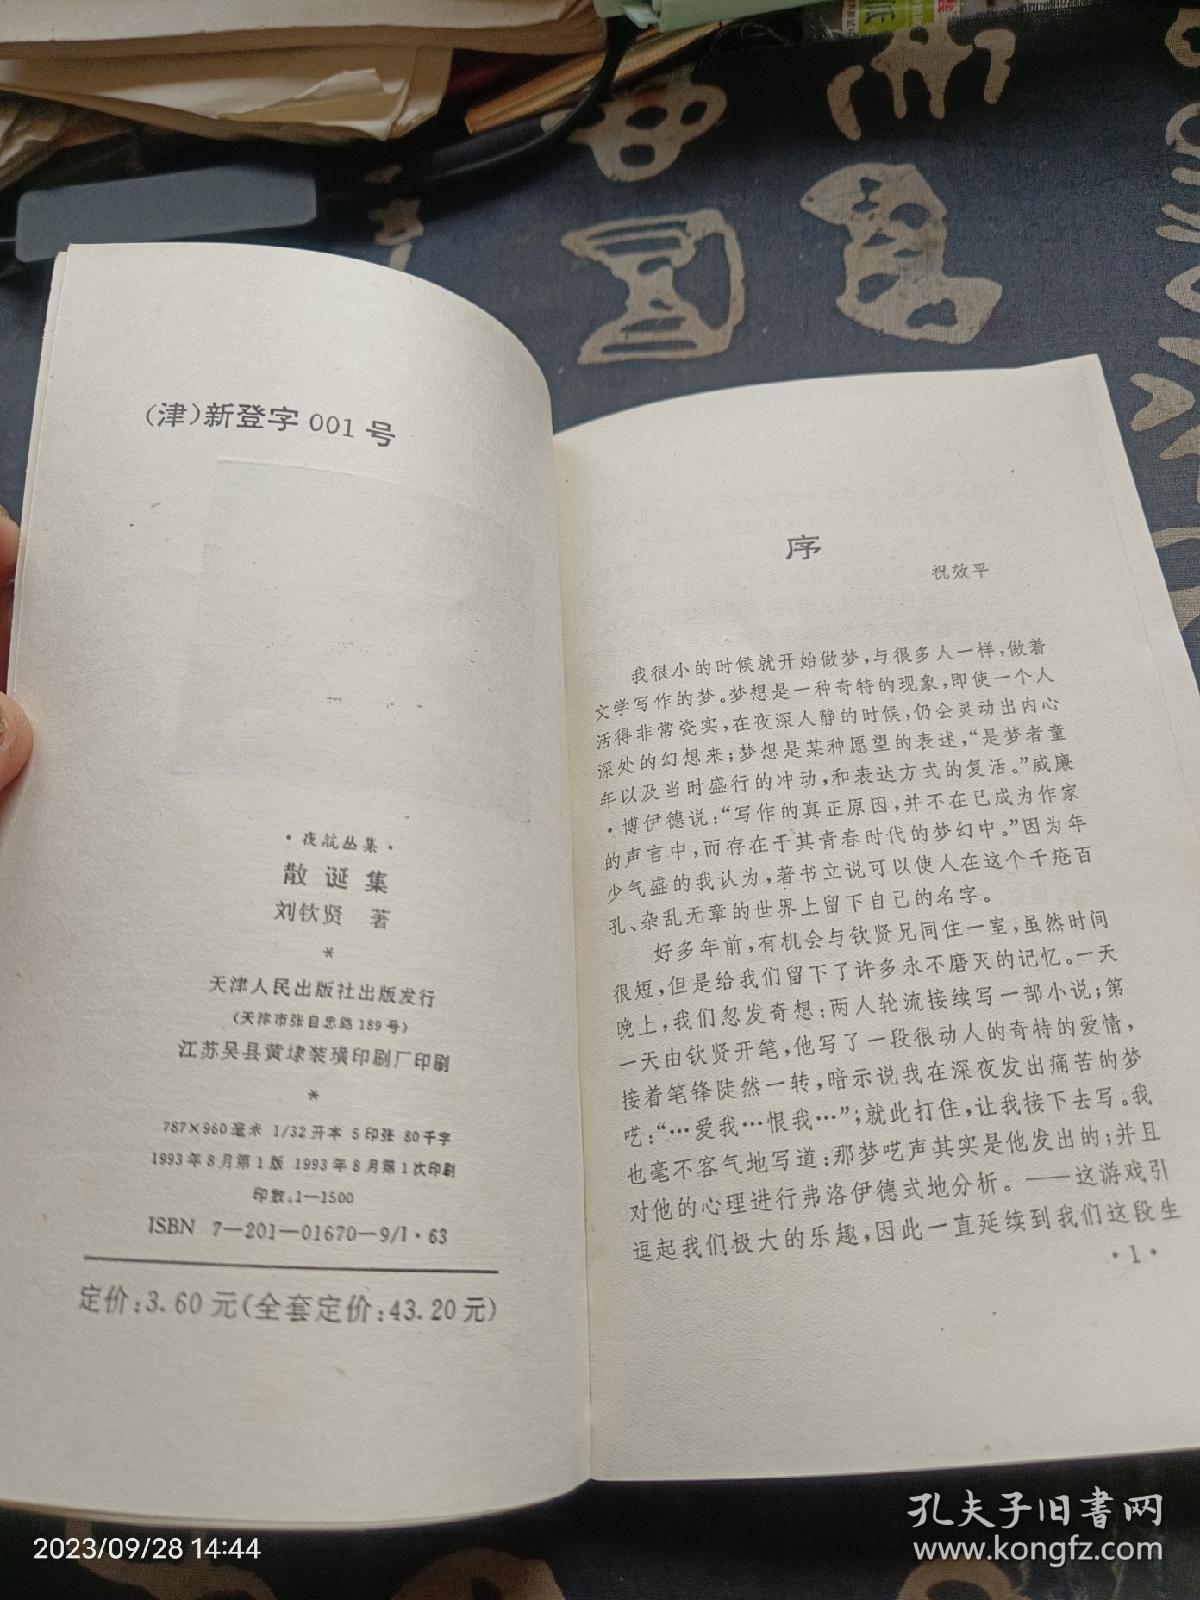 (津)新登字001号
·夜航丛集·
散诞集
刘钦贤 著
*
天津人民出版社出版发行
(天津市张自忠路189号)
江苏吴县黄埭装璜印刷厂印刷
*
787×960毫米 1/32开本 5印张 80千字
1993年8月第1版 1993年8月第1次印刷
印数:1—1500
ISBN 7—201—01670—9/I·63
定价:3.60元(全套定价:43.20元)
序
祝效平
我很小的时候就开始做梦,与很多人一样,做着
文学写作的梦。梦想是一种奇特的现象,即使一个人
活得非常瓷实,在夜深人静的时候,仍会灵动出内心
深处的幻想来;梦想是某种愿望的表述,“是梦者童
年以及当时盛行的冲动,和表达方式的复活。”威廉
·博伊德说:“写作的真正原因,并不在已成为作家
的声言中,而存在于其青春时代的梦幻中。”因为年
少气盛的我认为,著书立说可以使人在这个千疮百
孔、杂乱无章的世界上留下自己的名字。
好多年前,有机会与钦贤兄同住一室,虽然时间
很短,但是给我们留下了许多永不磨灭的记忆。一天
晚上,我们忽发奇想:两人轮流接续写一部小说;第
一天由钦贤开笔,他写了一段很动人的奇特的爱情,
接着笔锋陡然一转,暗示说我在深夜发出痛苦的梦
呓:“…爱我…恨我…”;就此打住,让我接下去写。我
也毫不客气地写道:那梦呓声其实是他发出的;并且
对他的心理进行弗洛伊德式地分析。——这游戏引
逗起我们极大的乐趣,因此一直延续到我们这段生
·1·
2023/09/28 14:44
孔夫子旧書网
www.kongfz.com